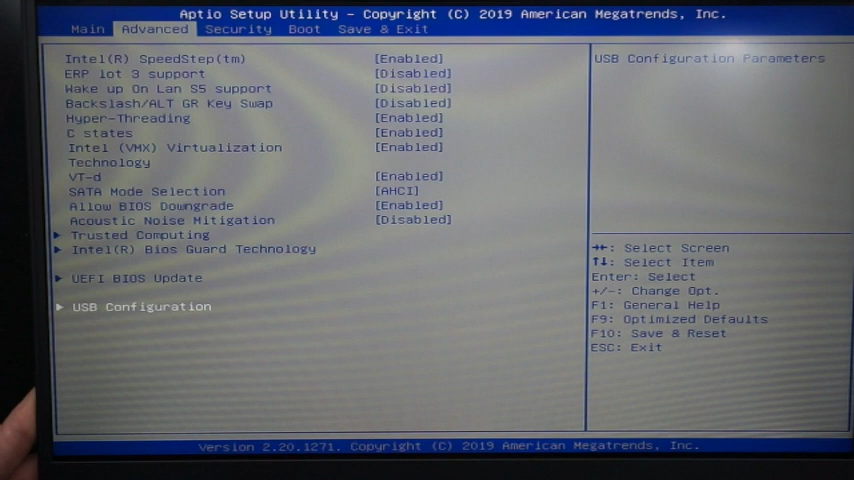 Aptio Setup Utility - Copyright (C) 2019 American Megatrends, Inc.
Main Advanced Security Boot Save & Exit
Intel(R) SpeedStep(tm) [Enabled]
ERP lot 3 support [Disabled]
Wake up On Lan S5 support [Disabled]
Backslash/ALT GR Key Swap [Disabled]
Hyper-Threading [Enabled]
C states [Enabled]
Intel (VMX) Virtualization [Enabled]
Technology
VT-d [Enabled]
SATA Mode Selection [AHCI]
Allow BIOS Downgrade [Enabled]
Acoustic Noise Mitigation [Disabled]
Trusted Computing
Intel(R) Bios Guard Technology
UEFI BIOS Update
USB Configuration
USB Configuration Parameters
→←: Select Screen
↑↓: Select Item
Enter: Select
+/-: Change Opt.
F1: General Help
F9: Optimized Defaults
F10: Save & Reset
ESC: Exit
Version 2.20.1271. Copyright (C) 2019 American Megatrends, Inc.